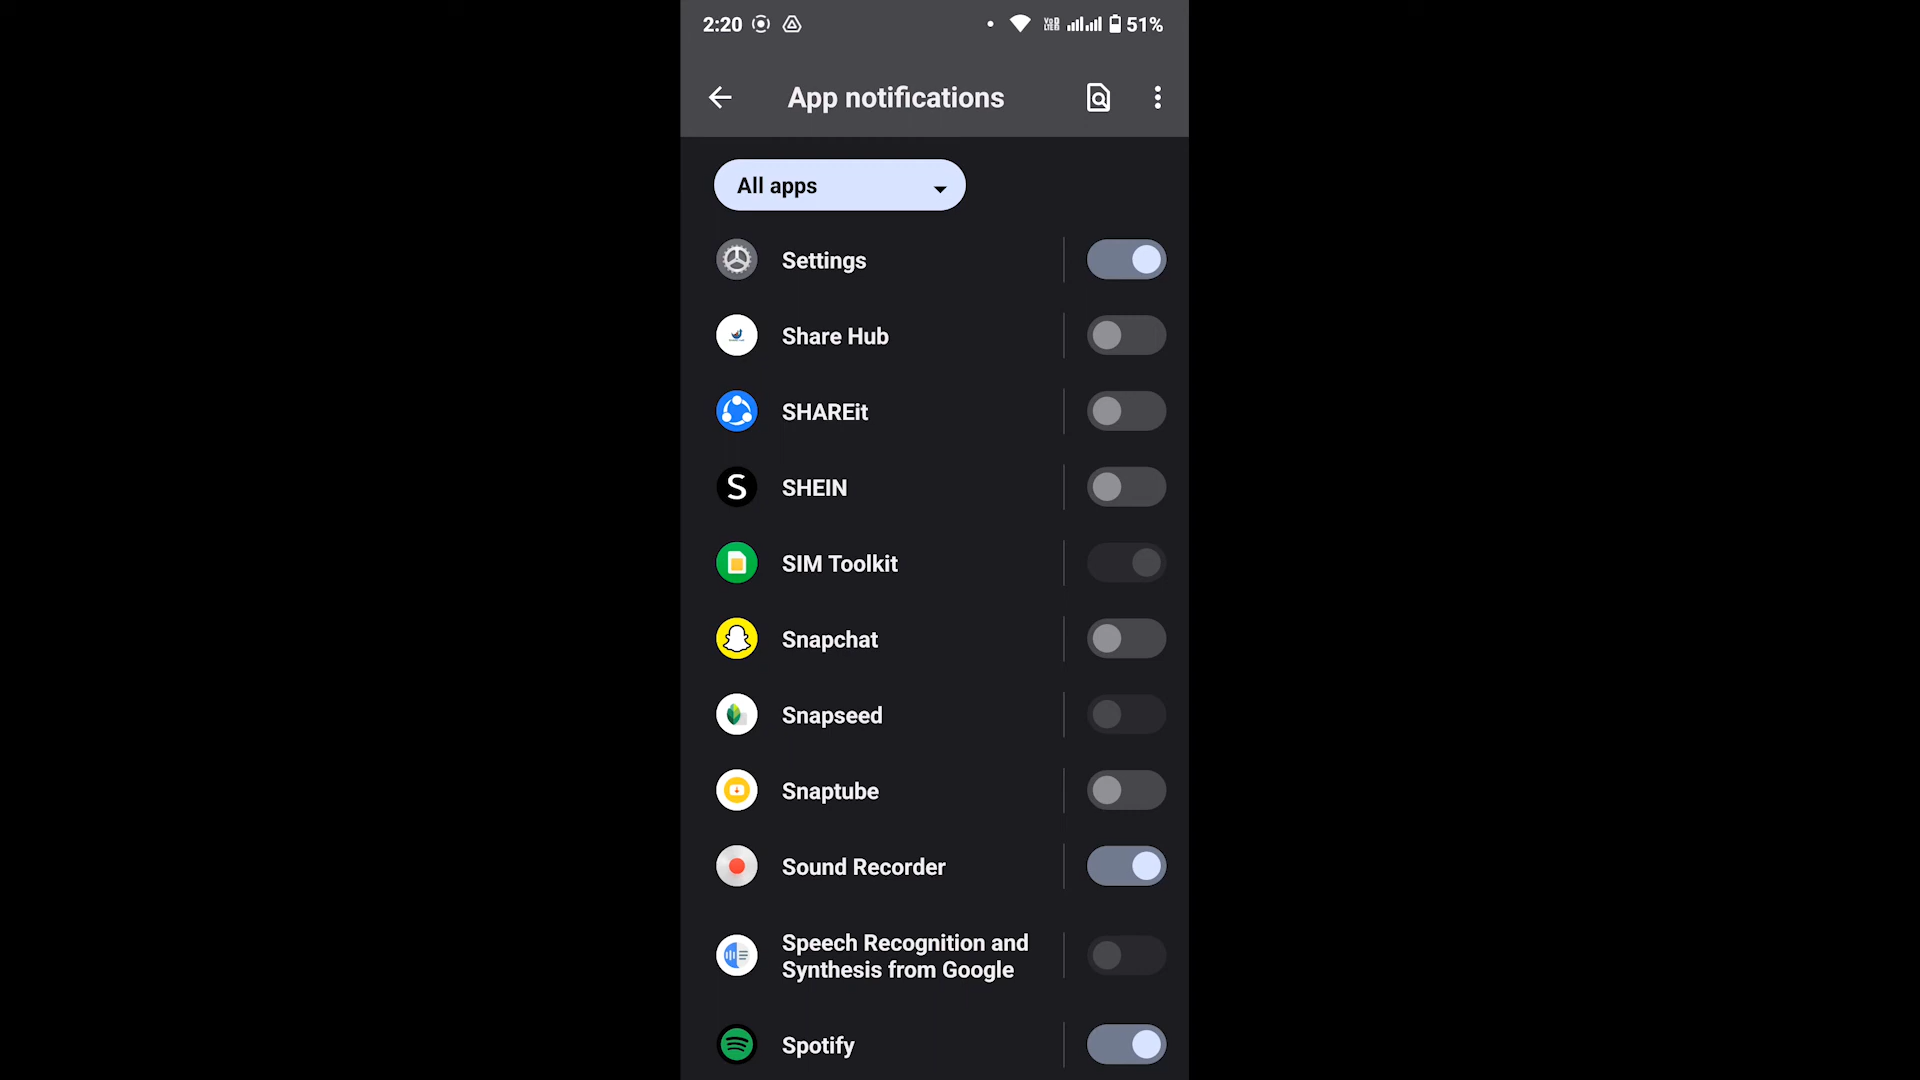 2:20 51%
App notifications
All apps
Settings
Share Hub
SHAREit
S SHEIN
SIM Toolkit
Snapchat
Snapseed
Snaptube
Sound Recorder
Speech Recognition and
Synthesis from Google
Spotify